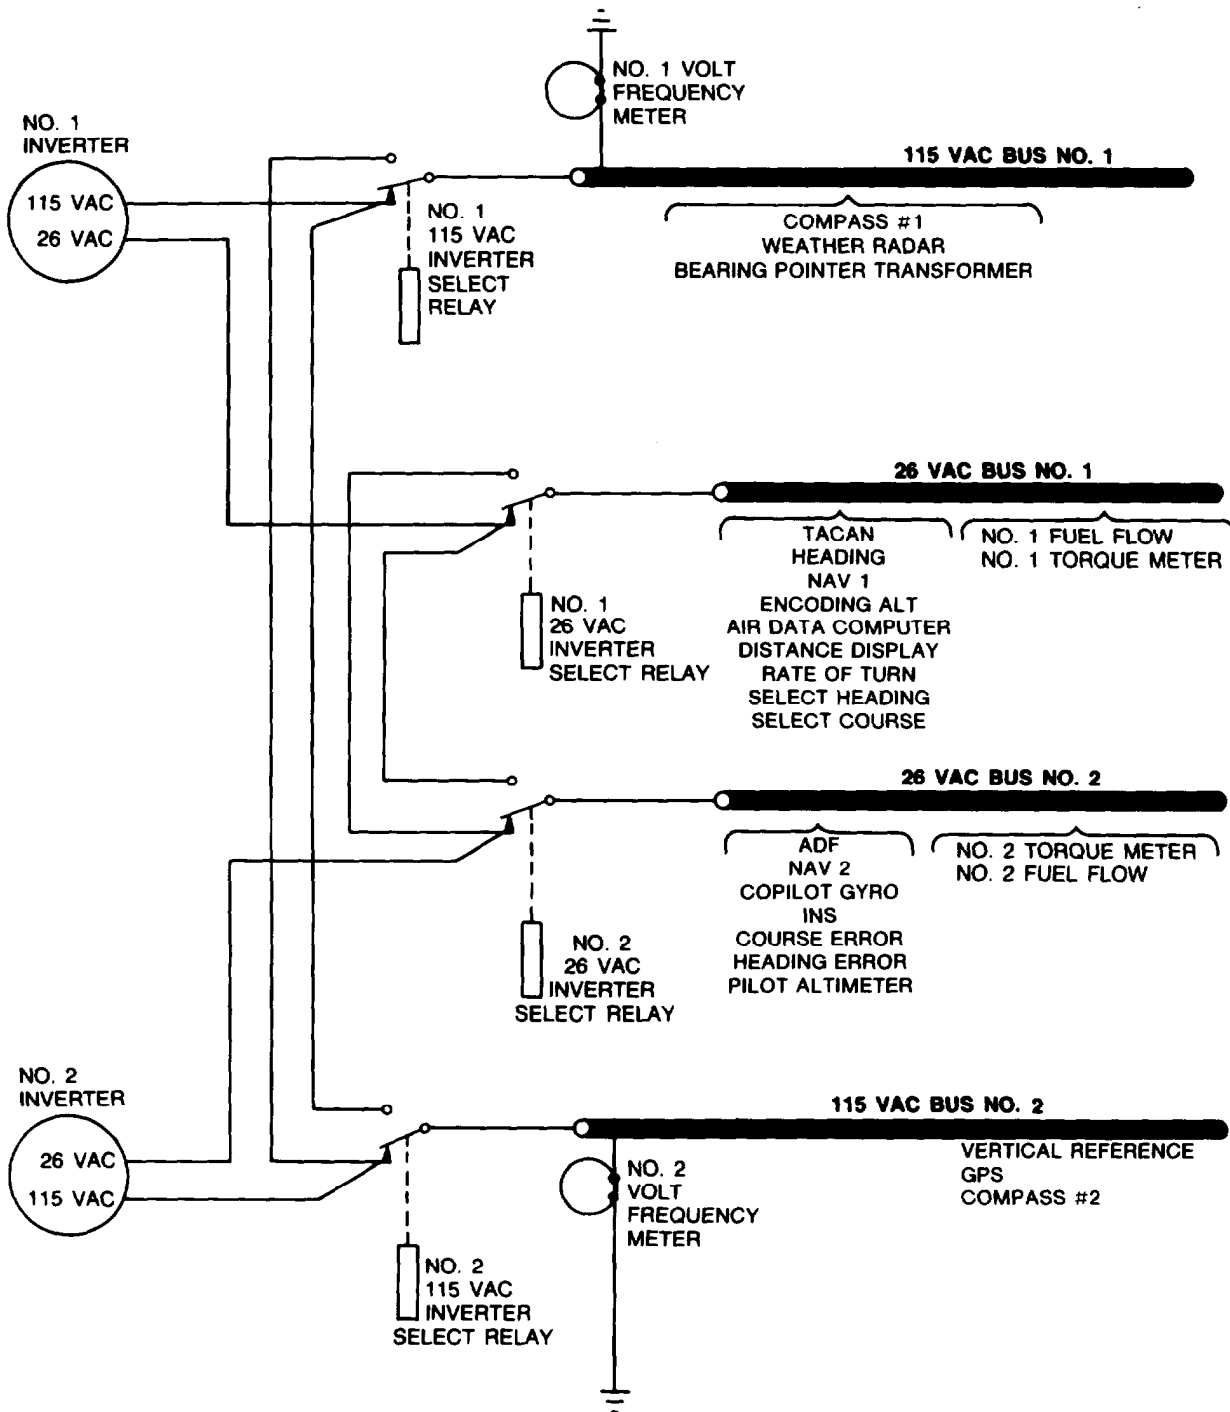 NO. 1 VOLT
FREQUENCY
METER
NO. 1
INVERTER
115 VAC
26 VAC
115 VAC BUS NO. 1
NO. 1
115 VAC
INVERTER
SELECT
RELAY
COMPASS #1
WEATHER RADAR
BEARING POINTER TRANSFORMER
26 VAC BUS NO. 1
TACAN
HEADING
NAV 1
ENCODING ALT
AIR DATA COMPUTER
DISTANCE DISPLAY
RATE OF TURN
SELECT HEADING
SELECT COURSE
NO. 1 FUEL FLOW
NO. 1 TORQUE METER
NO. 1
26 VAC
INVERTER
SELECT RELAY
26 VAC BUS NO. 2
ADF
NAV 2
COPILOT GYRO
INS
COURSE ERROR
HEADING ERROR
PILOT ALTIMETER
NO. 2 TORQUE METER
NO. 2 FUEL FLOW
NO. 2
26 VAC
INVERTER
SELECT RELAY
NO. 2
INVERTER
26 VAC
115 VAC
115 VAC BUS NO. 2
VERTICAL REFERENCE
GPS
COMPASS #2
NO. 2
VOLT
FREQUENCY
METER
NO. 2
115 VAC
INVERTER
SELECT RELAY